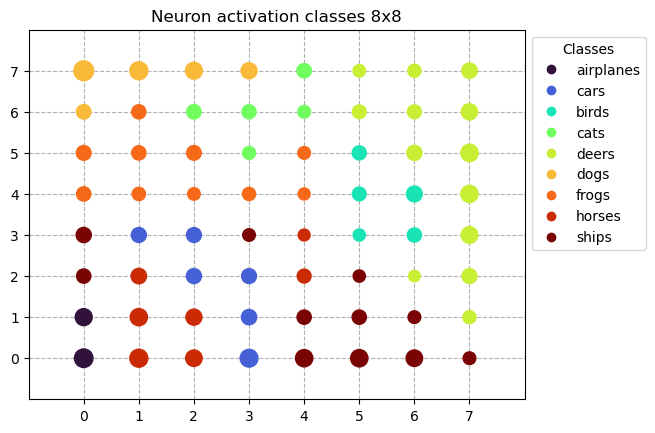 Neuron activation classes 8x8
7
6
5
4
3
2
1
0
0 1 2 3 4 5 6 7
Classes
airplanes
cars
birds
cats
deers
dogs
frogs
horses
ships